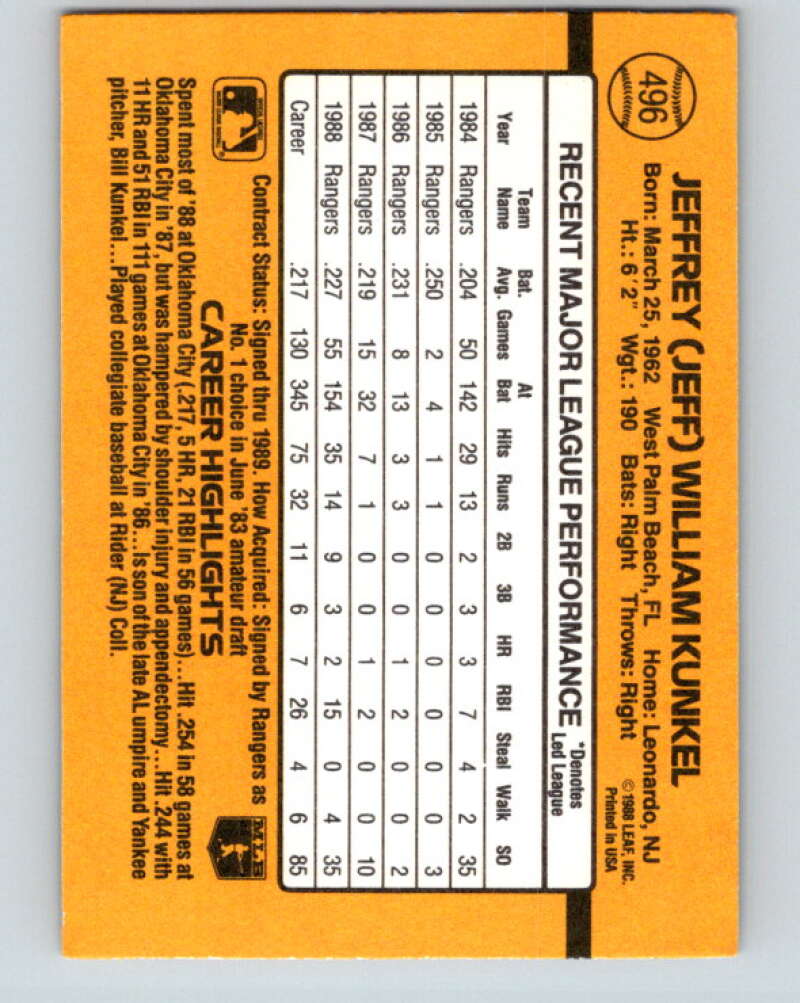 496
JEFFREY (JEFF) WILLIAM KUNKEL
Born: March 25, 1962 West Palm Beach, FL Home: Leonardo, NJ
Ht.: 6'2" Wgt.: 190 Bats: Right Throws: Right
© 1988 LEAF, INC.
Printed in USA
RECENT MAJOR LEAGUE PERFORMANCE *Denotes
Led League
Team Bat. At
Year Name Avg. Games Bat Hits Runs 2B 3B HR RBI Steal Walk SO
1984 Rangers .204 50 142 29 13 2 3 3 7 4 2 35
1985 Rangers .250 2 4 1 1 0 0 0 0 0 0 3
1986 Rangers .231 8 13 3 3 0 0 1 2 0 0 2
1987 Rangers .219 15 32 7 1 0 0 1 2 0 0 10
1988 Rangers .227 55 154 35 14 9 3 2 15 0 4 35
Career .217 130 345 75 32 11 6 7 26 4 6 85
Contract Status: Signed thru 1989. How Acquired: Signed by Rangers as
No. 1 choice in June '83 amateur draft
MLB
CAREER HIGHLIGHTS
Spent most of '88 at Oklahoma City (.217, 5 HR, 21 RBI in 56 games)...Hit .254 in 58 games at
Oklahoma City in '87, but was hampered by shoulder injury and appendectomy...Hit .244 with
11 HR and 51 RBI in 111 games at Oklahoma City in '86...Is son of the late AL umpire and Yankee
pitcher, Bill Kunkel...Played collegiate baseball at Rider (NJ) Coll.